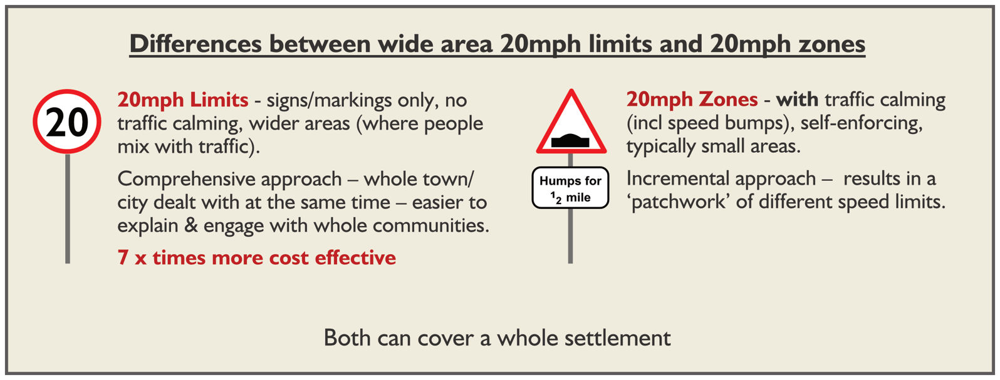 Differences between wide area 20mph limits and 20mph zones
20
20mph Limits - signs/markings only, no
traffic calming, wider areas (where people
mix with traffic).
Comprehensive approach – whole town/
city dealt with at the same time – easier to
explain & engage with whole communities.
7 x times more cost effective
Humps for
1/2 mile
20mph Zones - with traffic calming
(incl speed bumps), self-enforcing,
typically small areas.
Incremental approach – results in a
‘patchwork’ of different speed limits.
Both can cover a whole settlement